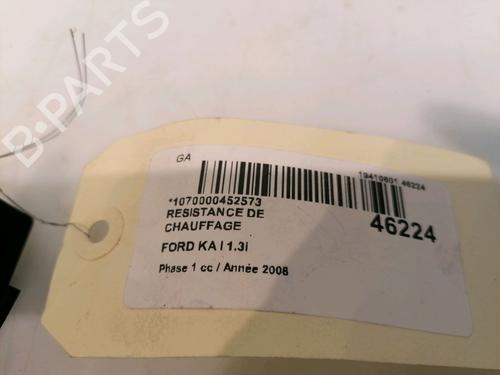 B-PARTS
GA
19410601 46224
*1070000452573
RESISTANCE DE
CHAUFFAGE
46224
FORD KA I 1.3i
Phase 1 cc / Année 2008